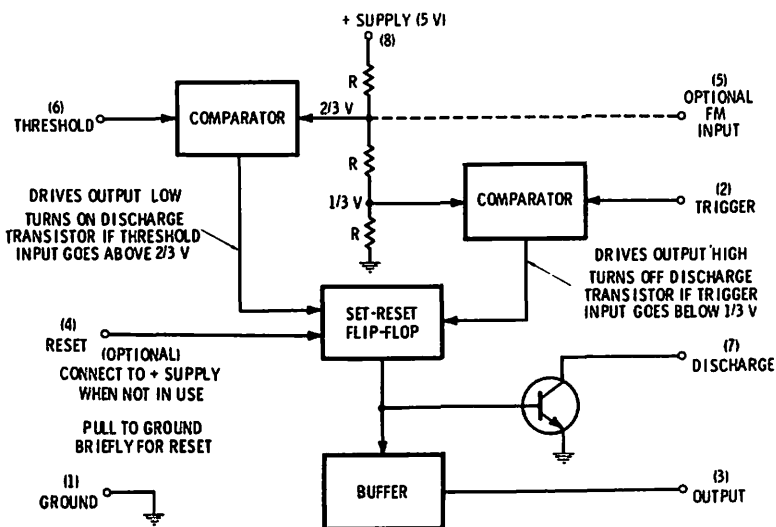 + SUPPLY (5 V)
(8)
R
(6)
THRESHOLD
COMPARATOR
2/3 V
(5)
OPTIONAL
FM
INPUT
R
DRIVES OUTPUT LOW
TURNS ON DISCHARGE
TRANSISTOR IF THRESHOLD
INPUT GOES ABOVE 2/3 V
1/3 V
R
COMPARATOR
(2)
TRIGGER
DRIVES OUTPUT HIGH
TURNS OFF DISCHARGE
TRANSISTOR IF TRIGGER
INPUT GOES BELOW 1/3 V
(4)
RESET
(OPTIONAL)
CONNECT TO + SUPPLY
WHEN NOT IN USE
PULL TO GROUND
BRIEFLY FOR RESET
SET-RESET
FLIP-FLOP
(7)
DISCHARGE
(1)
GROUND
BUFFER
(3)
OUTPUT